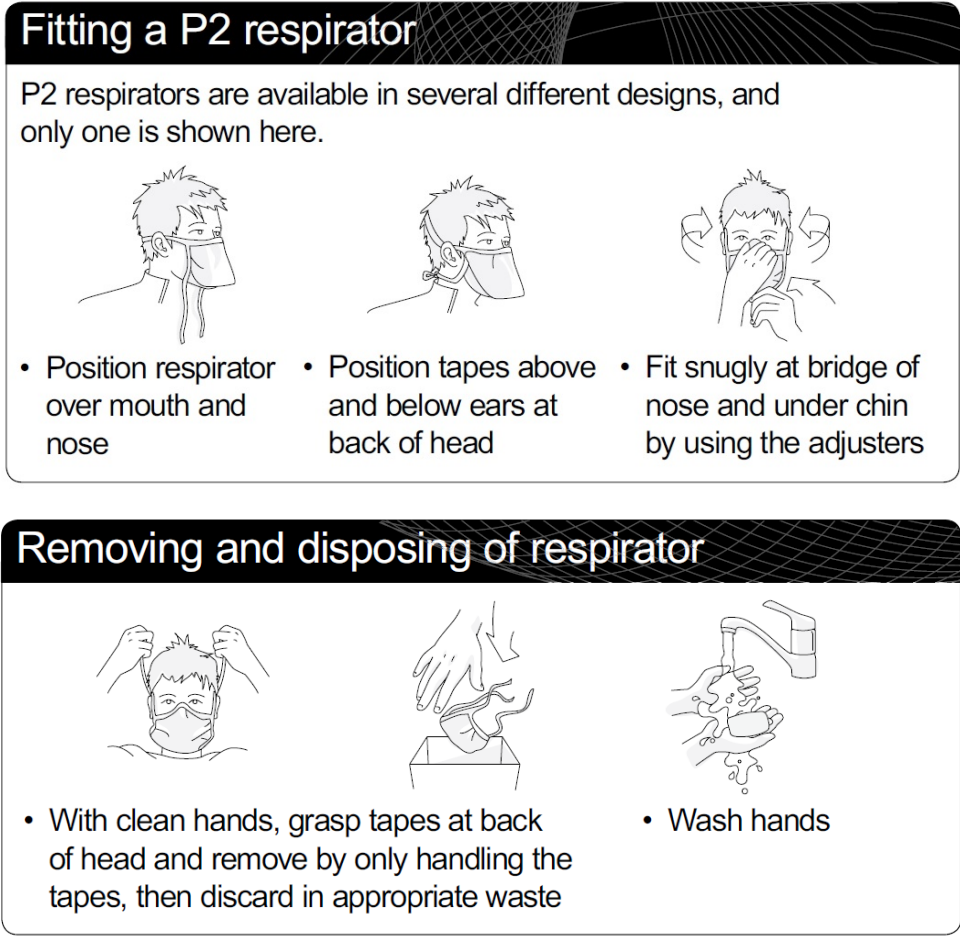 Fitting a P2 respirator
P2 respirators are available in several different designs, and
only one is shown here.
• Position respirator
over mouth and
nose
• Position tapes above
and below ears at
back of head
• Fit snugly at bridge of
nose and under chin
by using the adjusters
Removing and disposing of respirator
• With clean hands, grasp tapes at back
of head and remove by only handling the
tapes, then discard in appropriate waste
• Wash hands